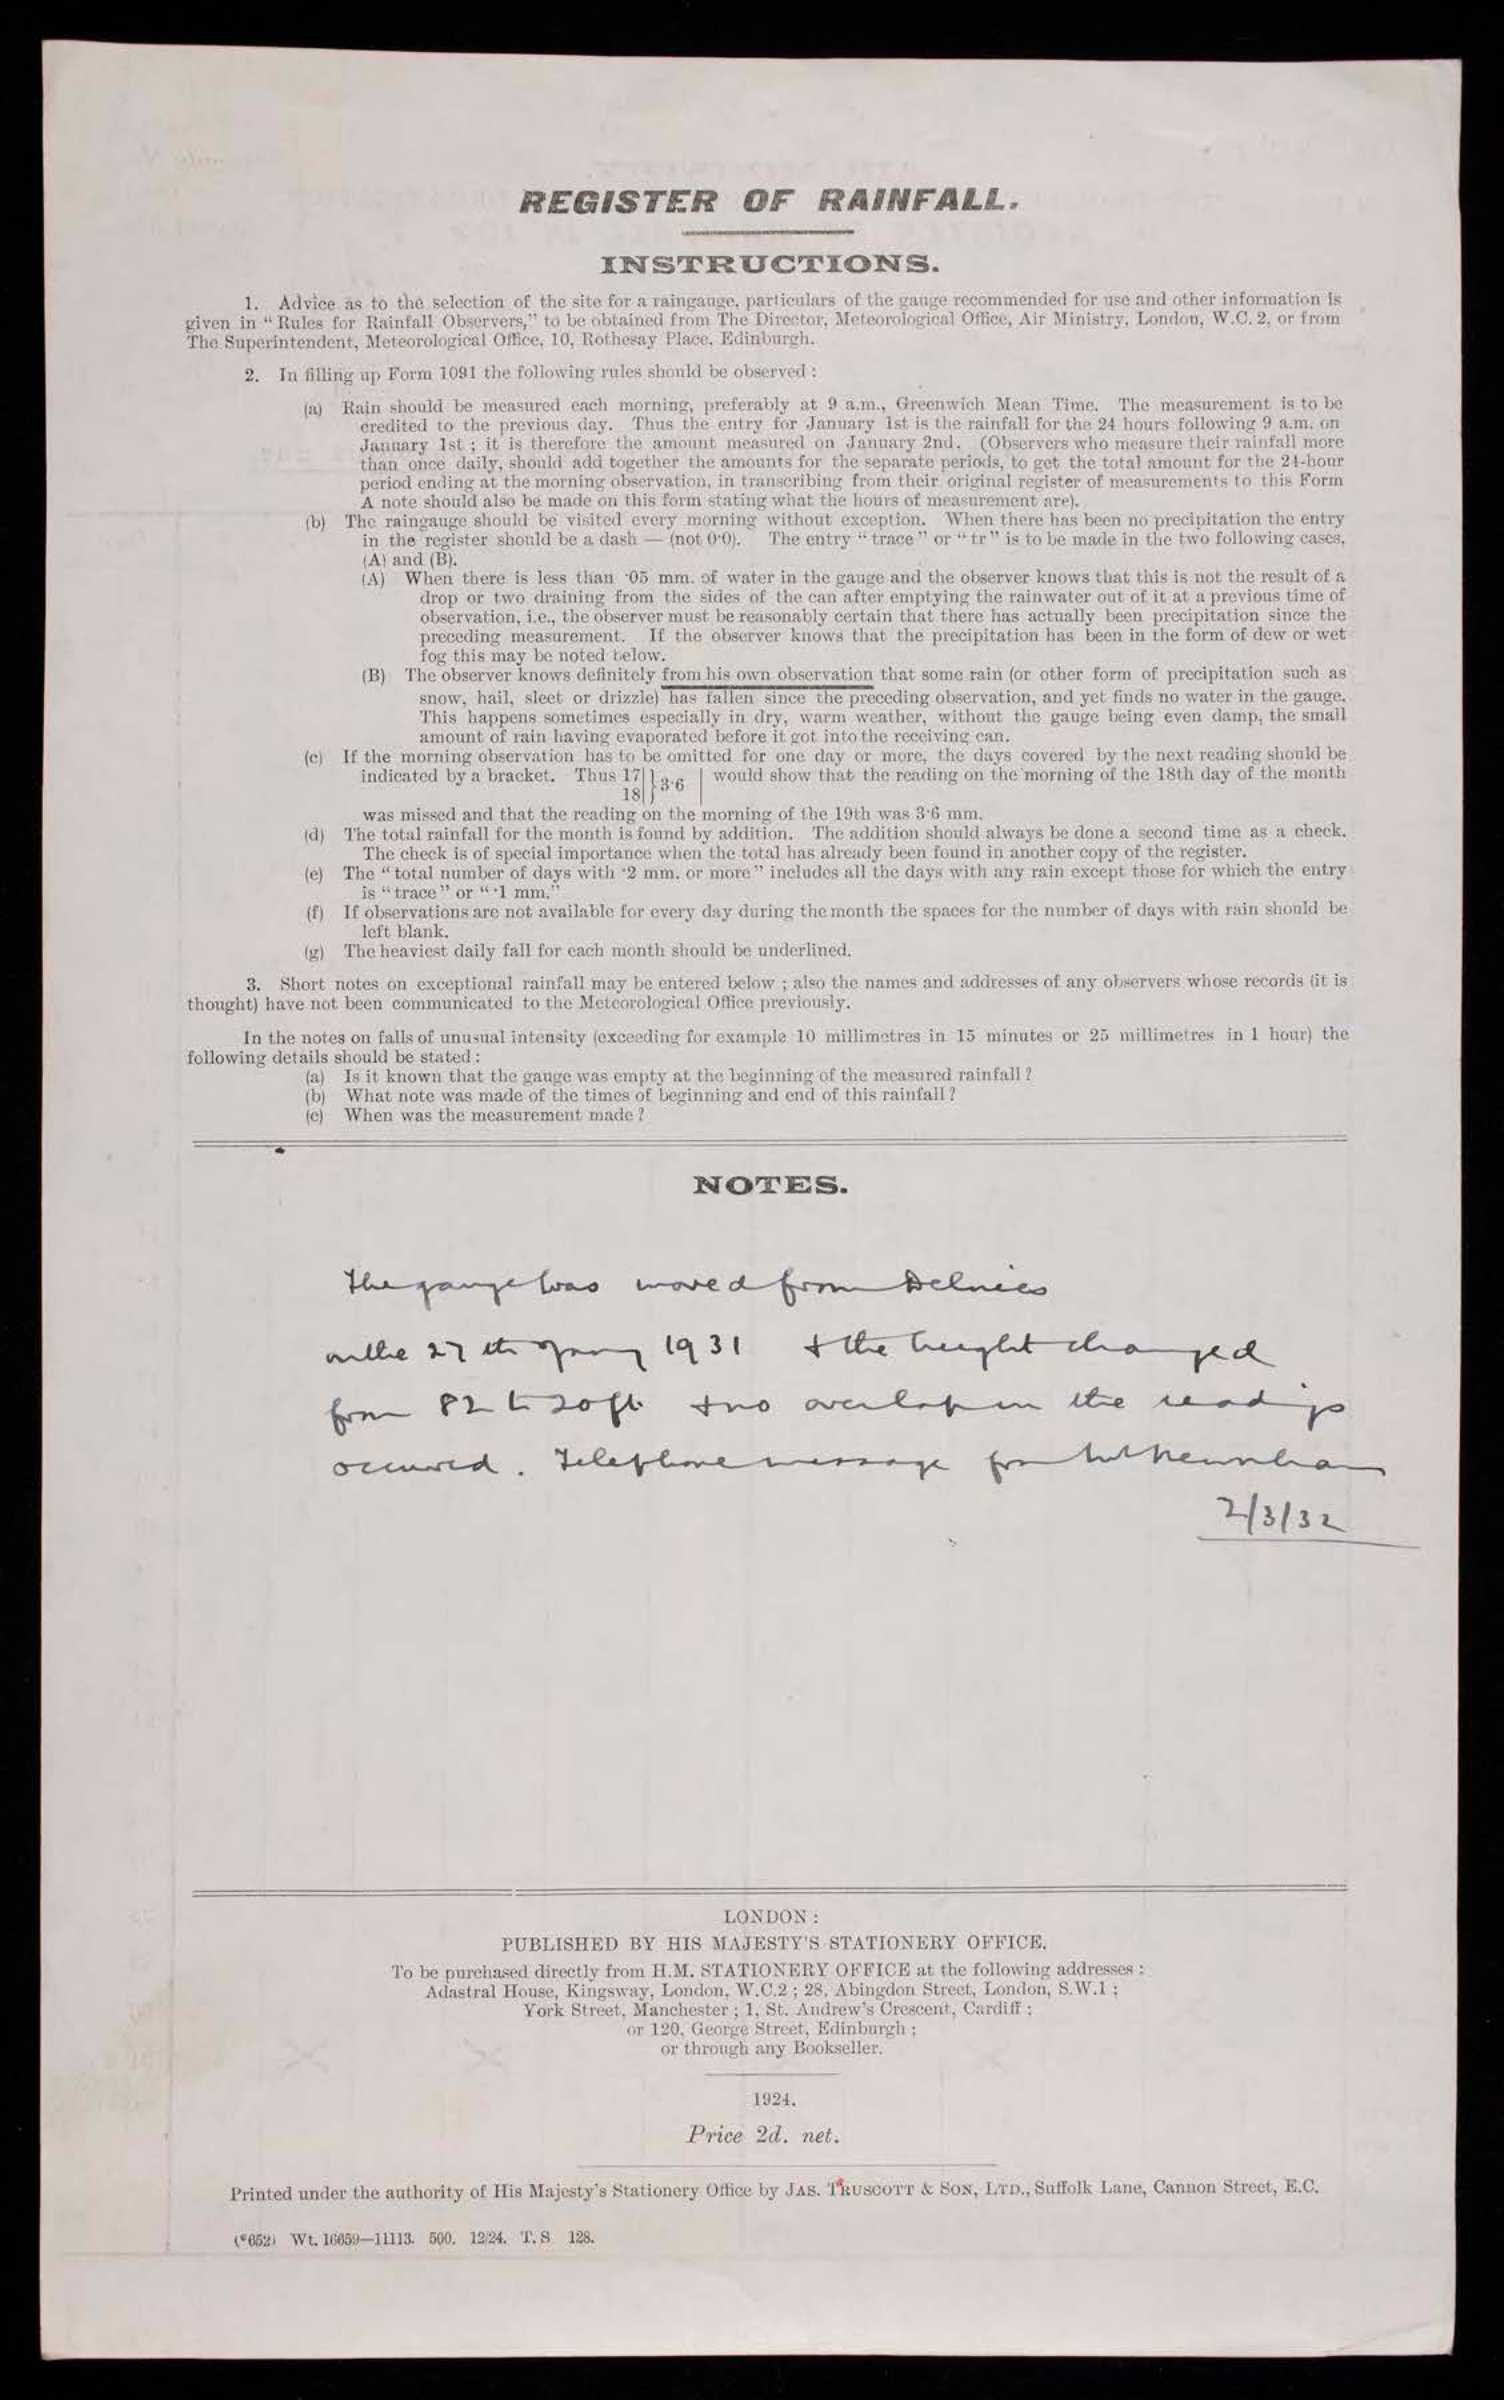 REGISTER OF RAINFALL.
INSTRUCTIONS.
1. Advice as to the selection of the site for a raingauge, particulars of the gauge recommended for use and other information is
given in “Rules for Rainfall Observers,” to be obtained from The Director, Meteorological Office, Air Ministry, London, W.C. 2, or from
The Superintendent, Meteorological Office, 10, Rothesay Place, Edinburgh.
2. In filling up Form 1091 the following rules should be observed :
(a) Rain should be measured each morning, preferably at 9 a.m., Greenwich Mean Time. The measurement is to be
credited to the previous day. Thus the entry for January 1st is the rainfall for the 24 hours following 9 a.m. on
January 1st ; it is therefore the amount measured on January 2nd. (Observers who measure their rainfall more
than once daily, should add together the amounts for the separate periods, to get the total amount for the 24-hour
period ending at the morning observation, in transcribing from their original register of measurements to this Form
A note should also be made on this form stating what the hours of measurement are).
(b) The raingauge should be visited every morning without exception. When there has been no precipitation the entry
in the register should be a dash — (not 0·0). The entry “trace” or “tr” is to be made in the two following cases,
(A) and (B).
(A) When there is less than ·05 mm. of water in the gauge and the observer knows that this is not the result of a
drop or two draining from the sides of the can after emptying the rainwater out of it at a previous time of
observation, i.e., the observer must be reasonably certain that there has actually been precipitation since the
preceding measurement. If the observer knows that the precipitation has been in the form of dew or wet
fog this may be noted below.
(B) The observer knows definitely from his own observation that some rain (or other form of precipitation such as
snow, hail, sleet or drizzle) has fallen since the preceding observation, and yet finds no water in the gauge.
This happens sometimes especially in dry, warm weather, without the gauge being even damp, the small
amount of rain having evaporated before it got into the receiving can.
(c) If the morning observation has to be omitted for one day or more, the days covered by the next reading should be
indicated by a bracket. Thus 17|} 3·6 | would show that the reading on the morning of the 18th day of the month
18|}
was missed and that the reading on the morning of the 19th was 3·6 mm.
(d) The total rainfall for the month is found by addition. The addition should always be done a second time as a check.
The check is of special importance when the total has already been found in another copy of the register.
(e) The “total number of days with ·2 mm. or more” includes all the days with any rain except those for which the entry
is “trace” or “·1 mm.”
(f) If observations are not available for every day during the month the spaces for the number of days with rain should be
left blank.
(g) The heaviest daily fall for each month should be underlined.
3. Short notes on exceptional rainfall may be entered below ; also the names and addresses of any observers whose records (it is
thought) have not been communicated to the Meteorological Office previously.
In the notes on falls of unusual intensity (exceeding for example 10 millimetres in 15 minutes or 25 millimetres in 1 hour) the
following details should be stated :
(a) Is it known that the gauge was empty at the beginning of the measured rainfall ?
(b) What note was made of the times of beginning and end of this rainfall ?
(c) When was the measurement made ?
NOTES.
The gauge was moved from Delnies
on the 27th of 1931 & the height changed
from 82 to 20ft & no overlap in the readings
occurred. Telephone message from
2/3/32
LONDON :
PUBLISHED BY HIS MAJESTY'S STATIONERY OFFICE.
To be purchased directly from H.M. STATIONERY OFFICE at the following addresses :
Adastral House, Kingsway, London, W.C.2 ; 28, Abingdon Street, London, S.W.1 ;
York Street, Manchester ; 1, St. Andrew's Crescent, Cardiff ;
or 120, George Street, Edinburgh ;
or through any Bookseller.
1924.
Price 2d. net.
Printed under the authority of His Majesty's Stationery Office by JAS. TRUSCOTT & SON, LTD., Suffolk Lane, Cannon Street, E.C.
(*652) Wt. 16659—11113. 500. 12/24. T. S. 128.